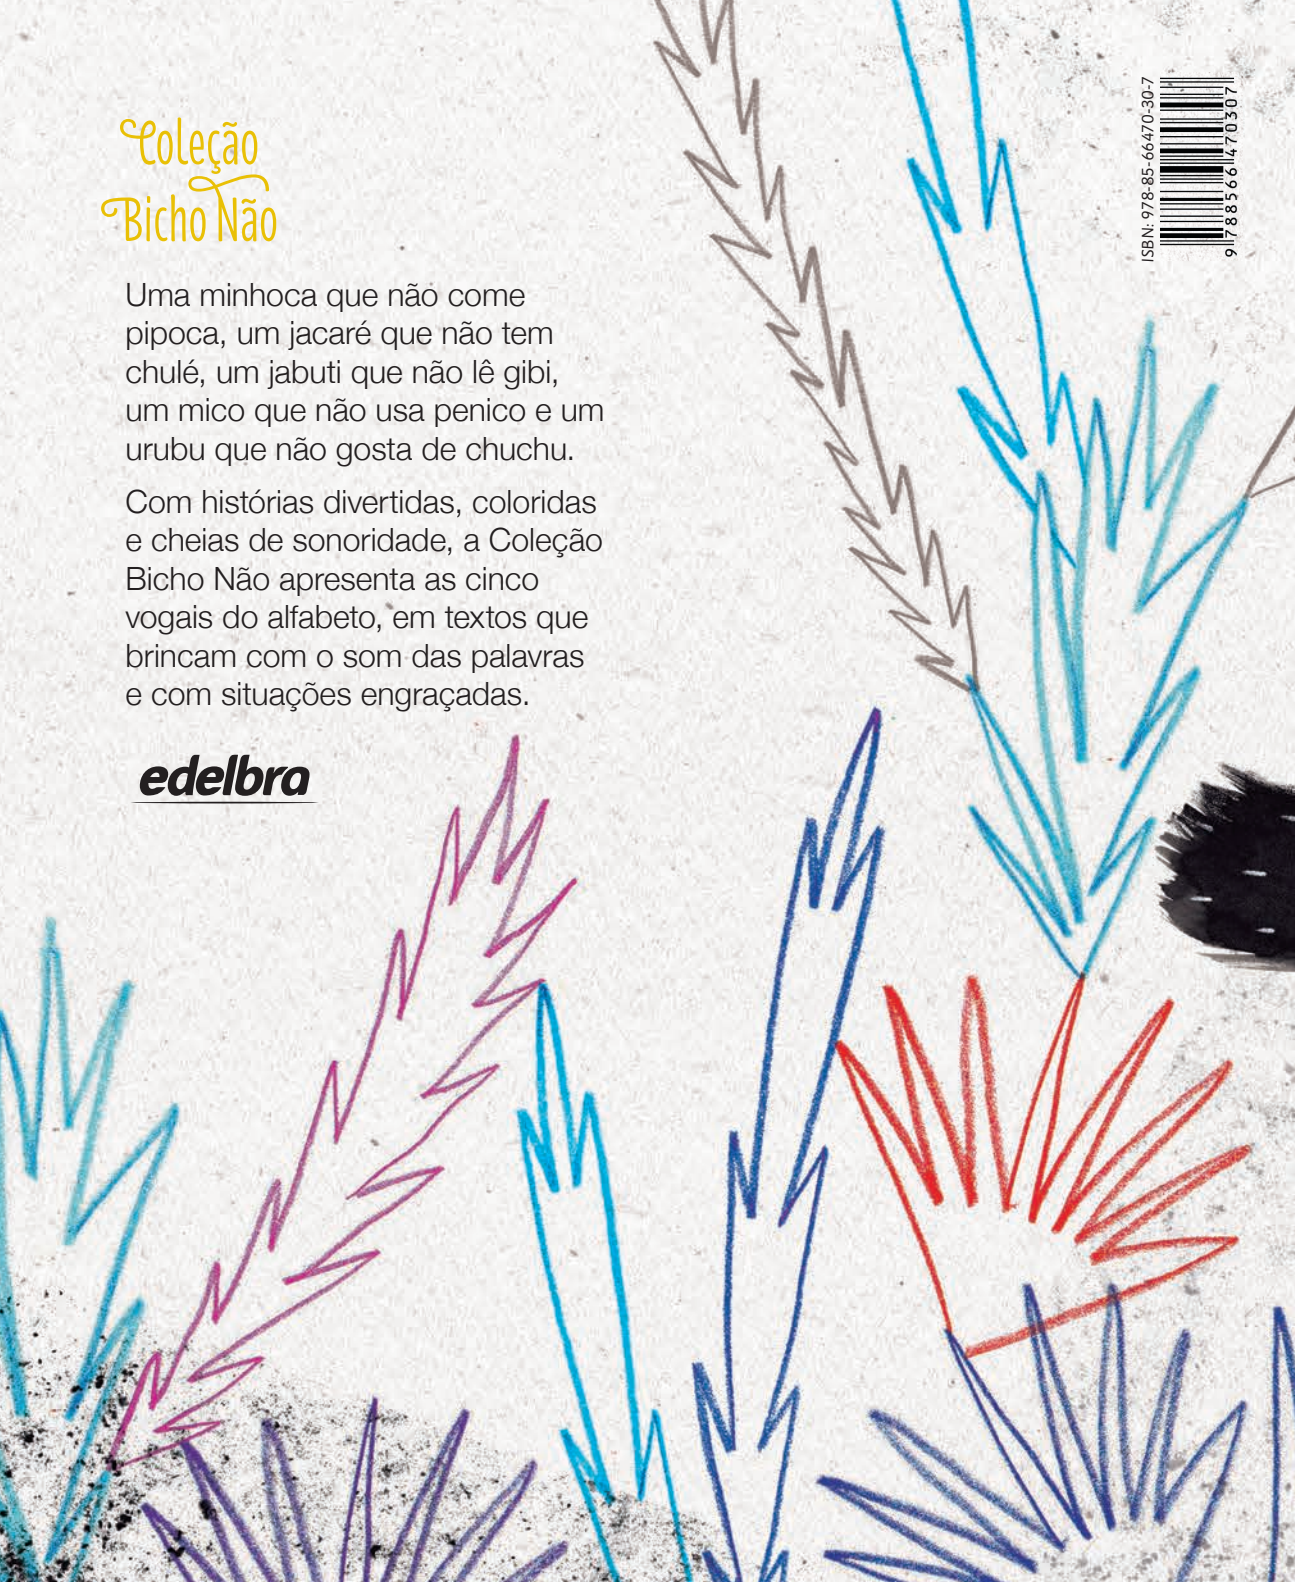 Coleção
Bicho Não
Uma minhoca que não come
pipoca, um jacaré que não tem
chulé, um jabuti que não lê gibi,
um mico que não usa penico e um
urubu que não gosta de chuchu.
Com histórias divertidas, coloridas
e cheias de sonoridade, a Coleção
Bicho Não apresenta as cinco
vogais do alfabeto, em textos que
brincam com o som das palavras
e com situações engraçadas.
edelbra
ISBN: 978-85-66470-30-7
9 788566 470307